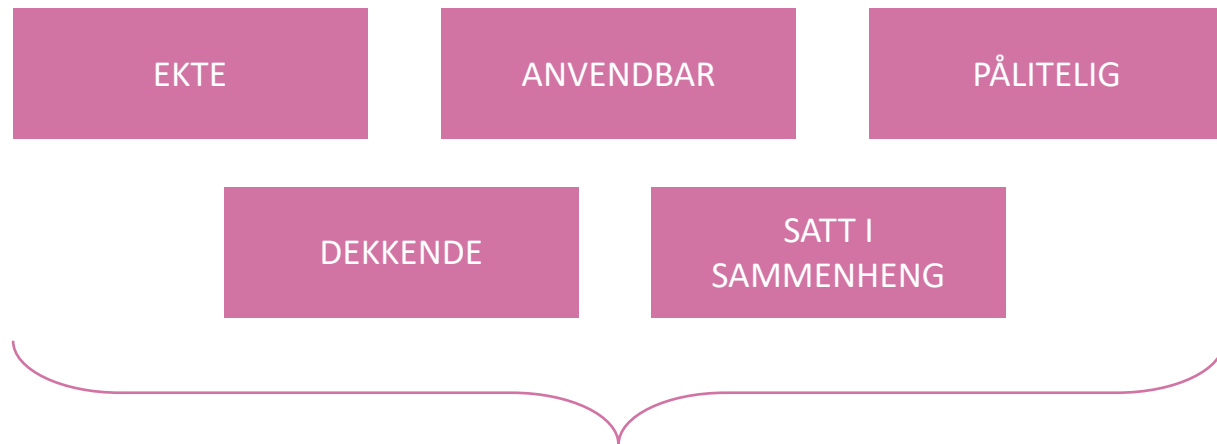 EKTE
ANVENDBAR
PÅLITELIG
DEKKENDE
SATT I
SAMMENHENG